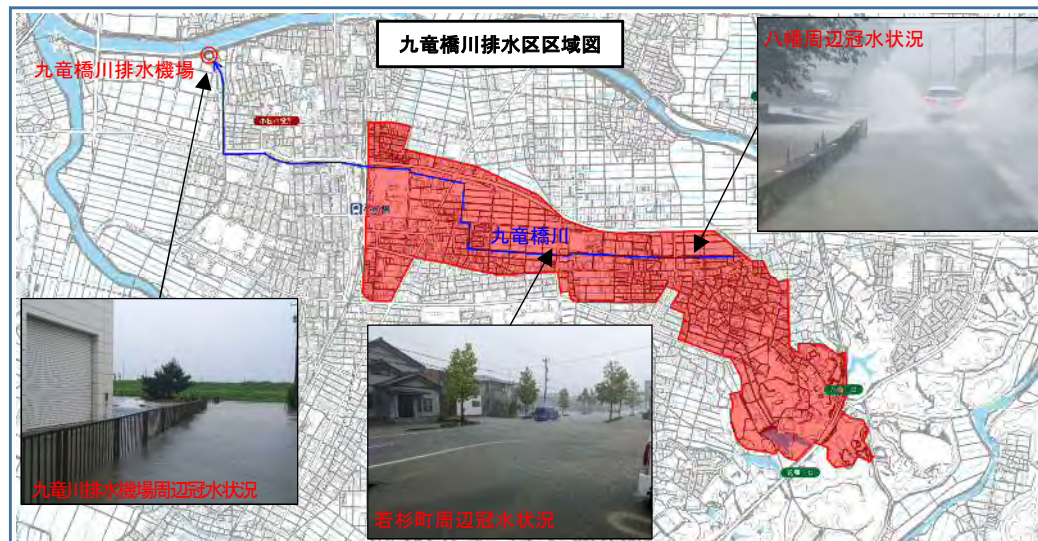 九竜橋川排水区区域図
八幡周辺冠水状況
九竜橋川排水機場
九竜橋川
九竜川排水機場周辺冠水状況
若杉町周辺冠水状況